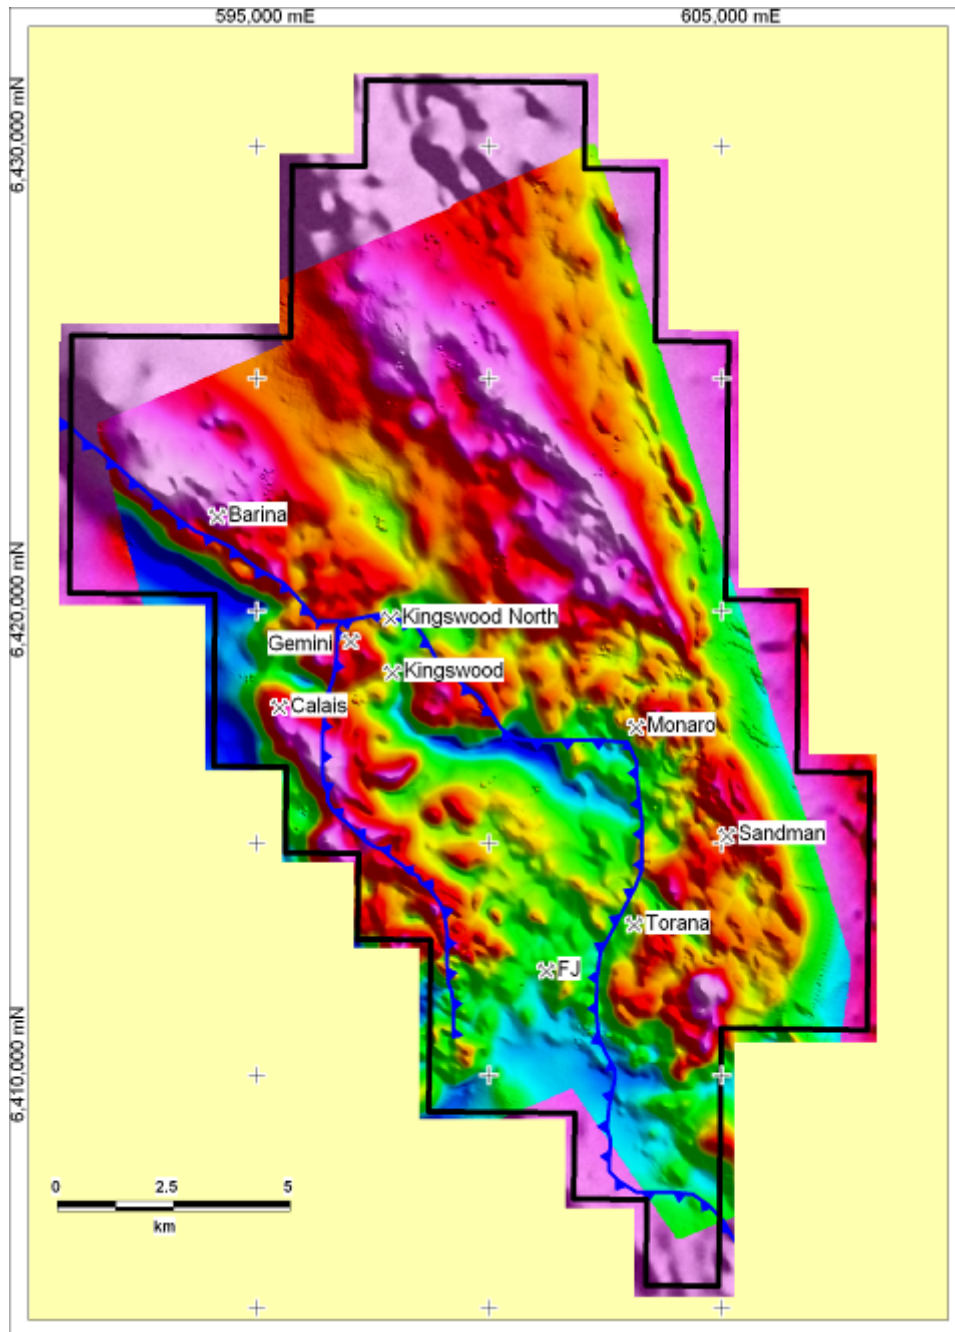 595,000 mE
605,000 mE
6,430,000 mN
Barina
6,420,000 mN
Kingswood North
Gemini
Kingswood
Calais
Monaro
Sandman
Torana
FJ
6,410,000 mN
0 2.5 5
km